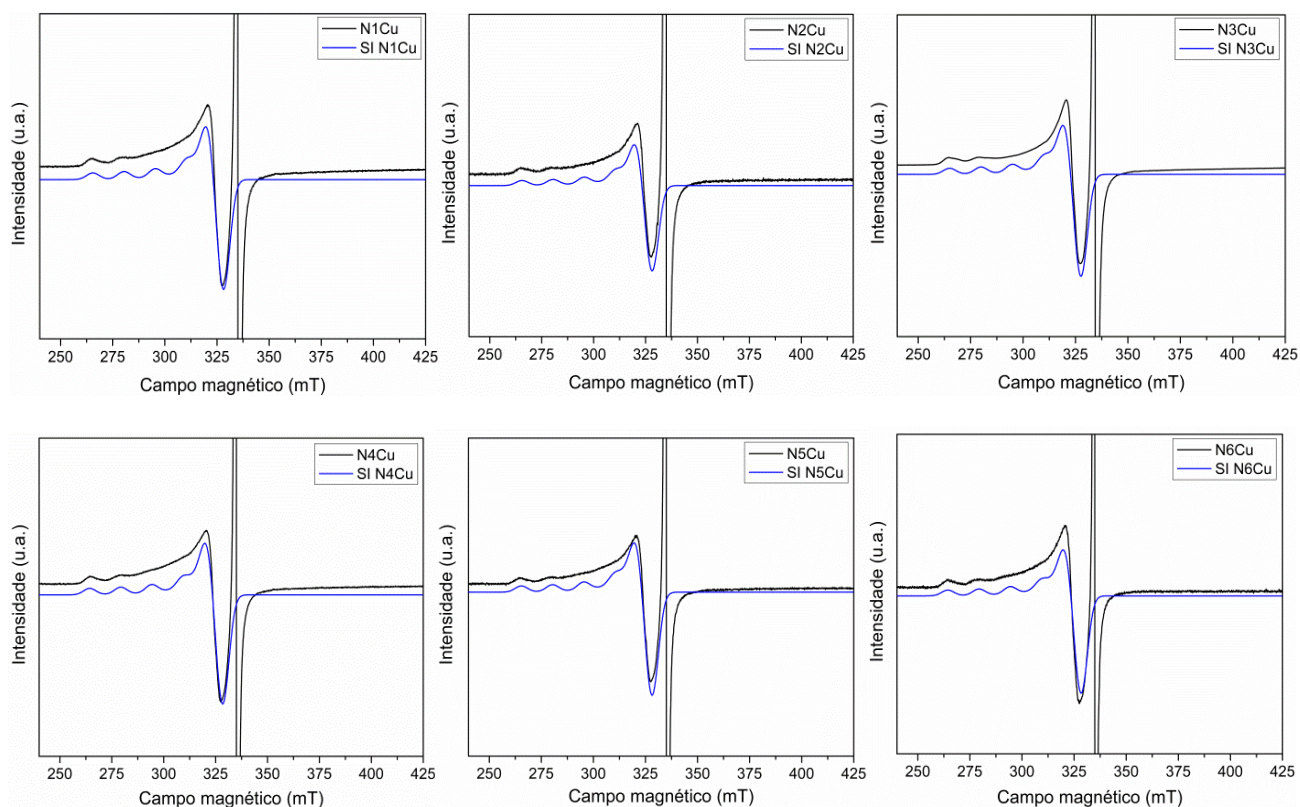 N1Cu
SI N1Cu
Intensidade (u.a.)
250 275 300 325 350 375 400 425
Campo magnético (mT)
N2Cu
SI N2Cu
Intensidade (u.a.)
250 275 300 325 350 375 400 425
Campo magnético (mT)
N3Cu
SI N3Cu
Intensidade (u.a.)
250 275 300 325 350 375 400 425
Campo magnético (mT)
N4Cu
SI N4Cu
Intensidade (u.a.)
250 275 300 325 350 375 400 425
Campo magnético (mT)
N5Cu
SI N5Cu
Intensidade (u.a.)
250 275 300 325 350 375 400 425
Campo magnético (mT)
N6Cu
SI N6Cu
Intensidade (u.a.)
250 275 300 325 350 375 400 425
Campo magnético (mT)